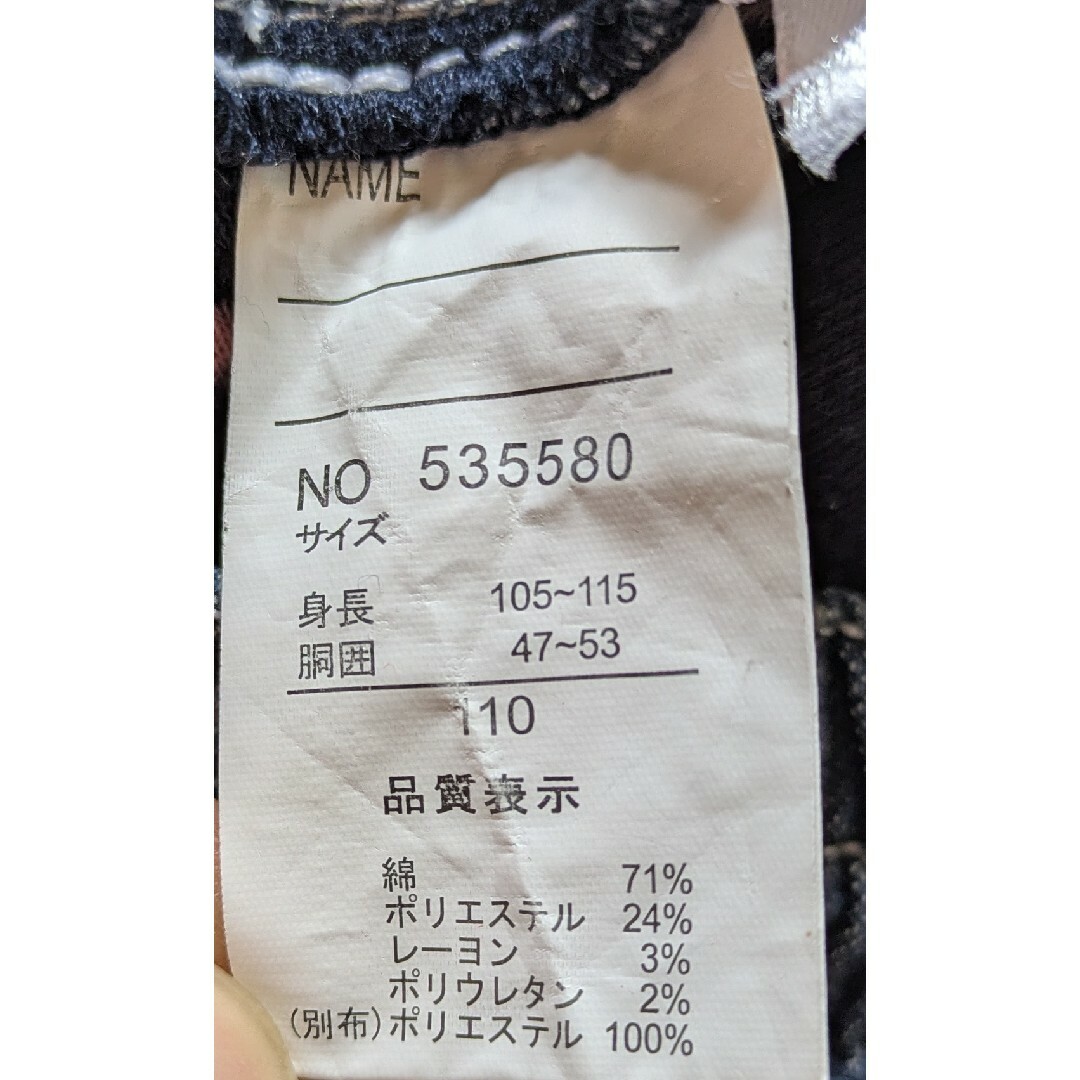 NAME
NO 535580
サイズ
身長 105~115
胴囲 47~53
110
品質表示
綿 71%
ポリエステル 24%
レーヨン 3%
ポリウレタン 2%
(別布)ポリエステル 100%